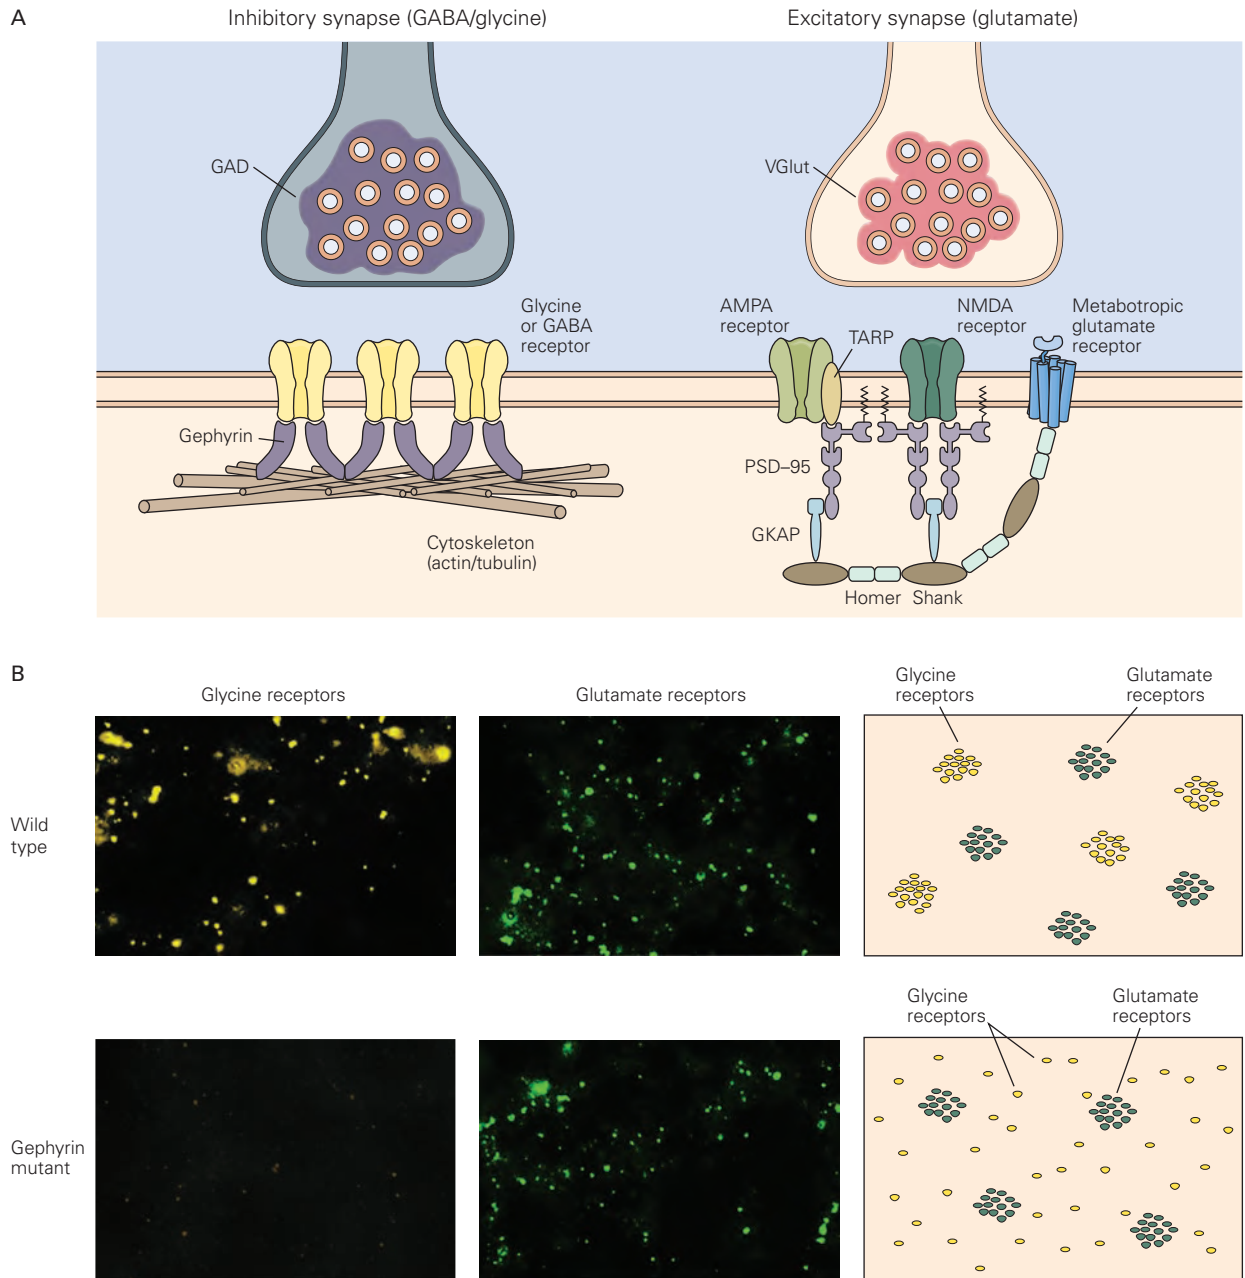 A
Inhibitory synapse (GABA/glycine)
Excitatory synapse (glutamate)
GAD
VGlut
Glycine
or GABA
receptor
AMPA
receptor
TARP
NMDA
receptor
Metabotropic
glutamate
receptor
Gephyrin
PSD–95
GKAP
Cytoskeleton
(actin/tubulin)
Homer
Shank
B
Glycine receptors
Glutamate receptors
Glycine
receptors
Glutamate
receptors
Wild
type
Glycine
receptors
Glutamate
receptors
Gephyrin
mutant